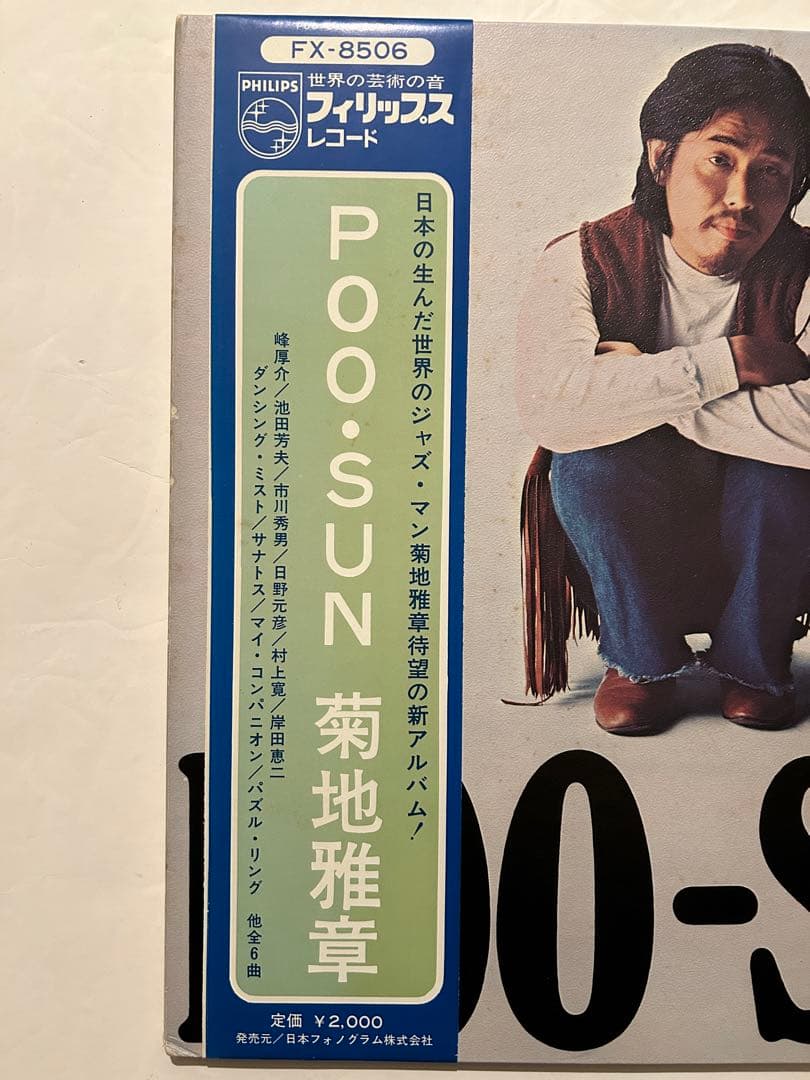 FX-8506
PHILIPS
世界の芸術の音
フィリップス
レコード
日本の生んだ世界のジャズ・マン菊地雅章待望の新アルバム！
POO・SUN 菊地雅章
峰厚介/池田芳夫/市川秀男/日野元彦/村上寛/岸田恵二
ダンシング・ミスト/サナトス/マイ・コンパニオン/パズル・リング 他全6曲
定価 ¥2,000
発売元/日本フォノグラム株式会社
OO-S